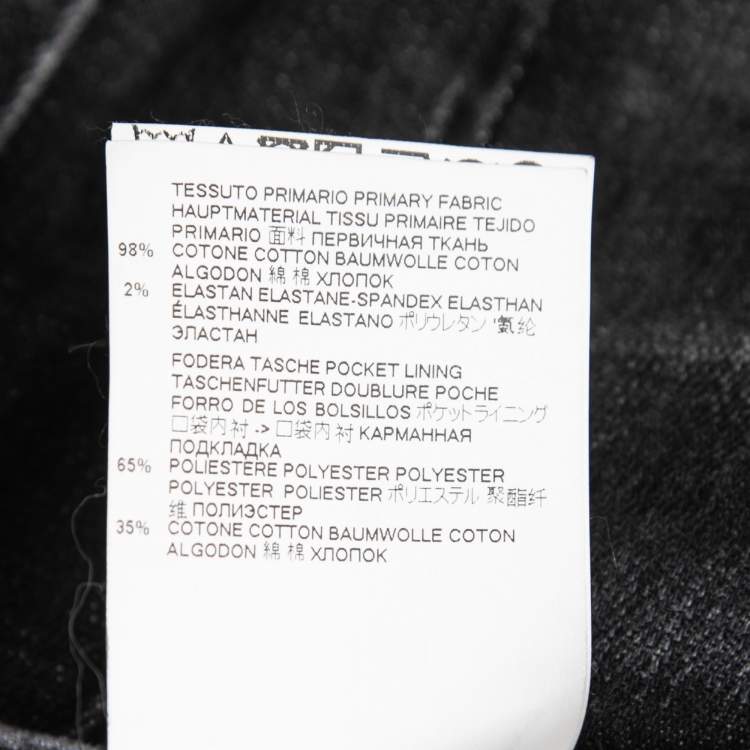 TESSUTO PRIMARIO PRIMARY FABRIC
HAUPTMATERIAL TISSU PRIMAIRE TEJIDO
PRIMARIO 面料 ПЕРВИЧНАЯ ТКАНЬ
98% COTONE COTTON BAUMWOLLE COTON
ALGODON 綿 棉 ХЛОПОК
2% ELASTAN ELASTANE-SPANDEX ELASTHAN
ÉLASTHANNE ELASTANO ポリウレタン '氨纶
ЭЛАСТАН
FODERA TASCHE POCKET LINING
TASCHENFUTTER DOUBLURE POCHE
FORRO DE LOS BOLSILLOS ポケットライニング
口袋内衬 -> 口袋内衬 КАРМАННАЯ
ПОДКЛАДКА
65% POLIESTERE POLYESTER POLYESTER
POLYESTER POLIESTER ポリエステル 聚酯纤
维 ПОЛИЭСТЕР
35% COTONE COTTON BAUMWOLLE COTON
ALGODON 綿 棉 ХЛОПОК